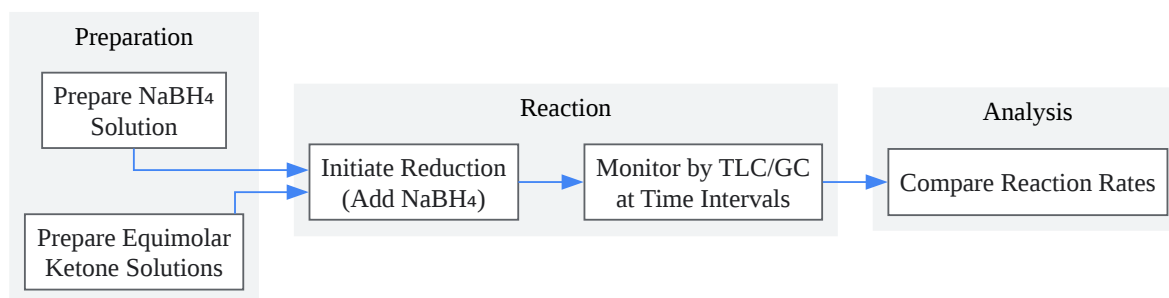 Preparation
Prepare NaBH₄
Solution
Prepare Equimolar
Ketone Solutions
Reaction
Initiate Reduction
(Add NaBH₄)
Monitor by TLC/GC
at Time Intervals
Analysis
Compare Reaction Rates